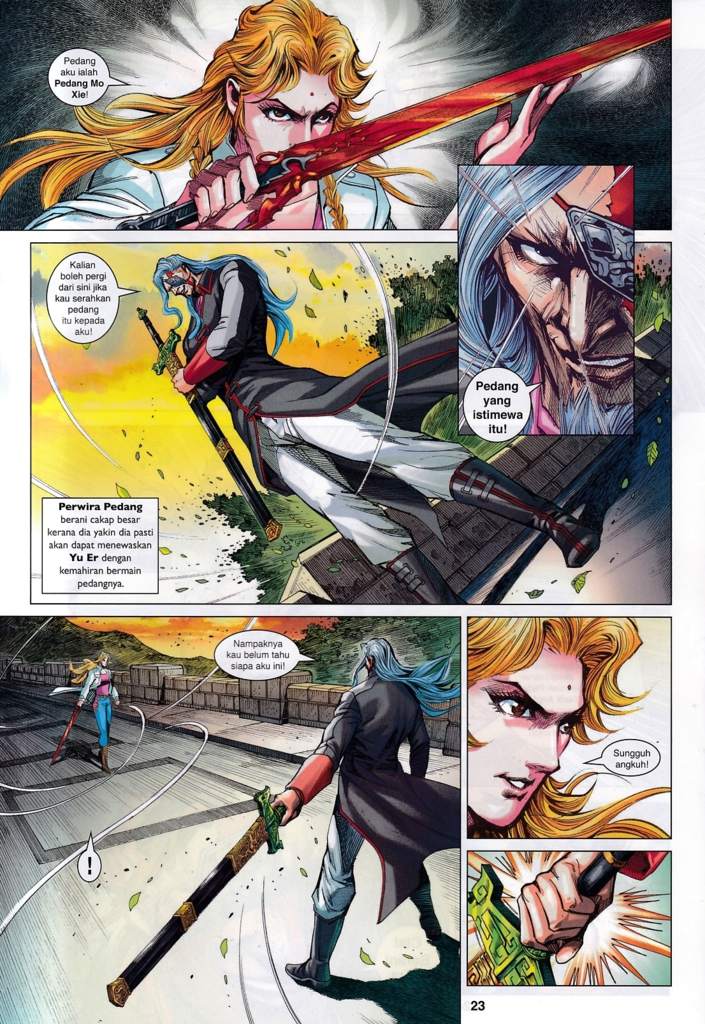 Pedang
aku ialah
Pedang Mo
Xie!
Pedang
yang
istimewa
itu!
Kalian
boleh pergi
dari sini jika
kau serahkan
pedang
itu kepada
aku!
Perwira Pedang
berani cakap besar
kerana dia yakin dia pasti
akan dapat menewaskan
Yu Er dengan
kemahiran bermain
pedangnya.
Nampaknya
kau belum tahu
siapa aku ini!
!
Sungguh
angkuh!
23